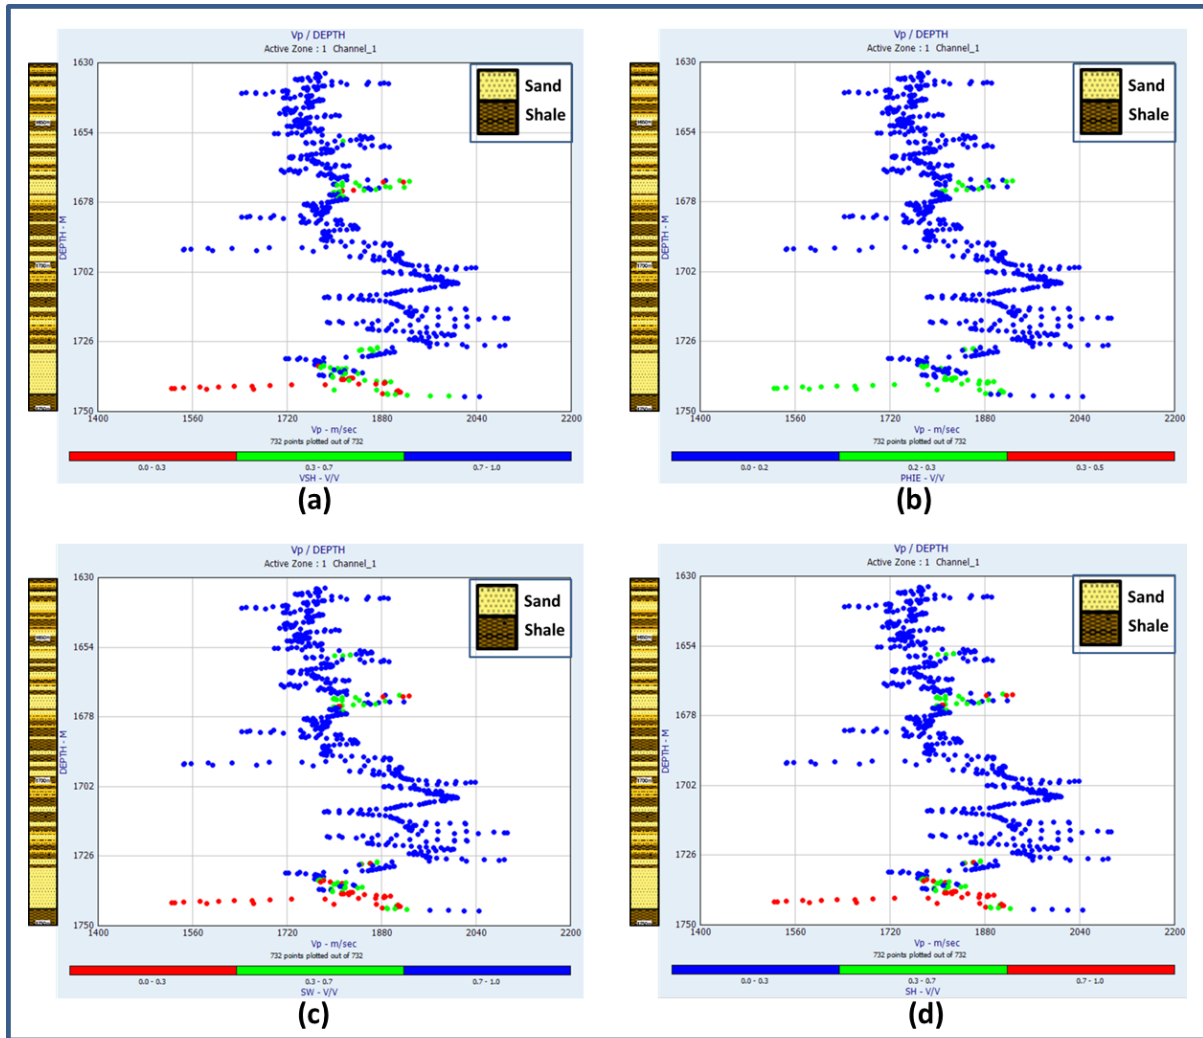 Vp / DEPTH
Active Zone : 1 Channel_1
Sand
Shale
1630
1654
1678
1702
1726
1750
DEPTH - M
1400
1560
1720
1880
2040
2200
Vp - m/sec
732 points plotted out of 732
0.0 - 0.3
0.3 - 0.7
0.7 - 1.0
VSH - V/V
(a)
Vp / DEPTH
Active Zone : 1 Channel_1
Sand
Shale
1630
1654
1678
1702
1726
1750
DEPTH - M
1400
1560
1720
1880
2040
2200
Vp - m/sec
732 points plotted out of 732
0.0 - 0.2
0.2 - 0.3
0.3 - 0.5
PHIE - V/V
(b)
Vp / DEPTH
Active Zone : 1 Channel_1
Sand
Shale
1630
1654
1678
1702
1726
1750
DEPTH - M
1400
1560
1720
1880
2040
2200
Vp - m/sec
732 points plotted out of 732
0.0 - 0.3
0.3 - 0.7
0.7 - 1.0
SW - V/V
(c)
Vp / DEPTH
Active Zone : 1 Channel_1
Sand
Shale
1630
1654
1678
1702
1726
1750
DEPTH - M
1400
1560
1720
1880
2040
2200
Vp - m/sec
732 points plotted out of 732
0.0 - 0.3
0.3 - 0.7
0.7 - 1.0
SH - V/V
(d)